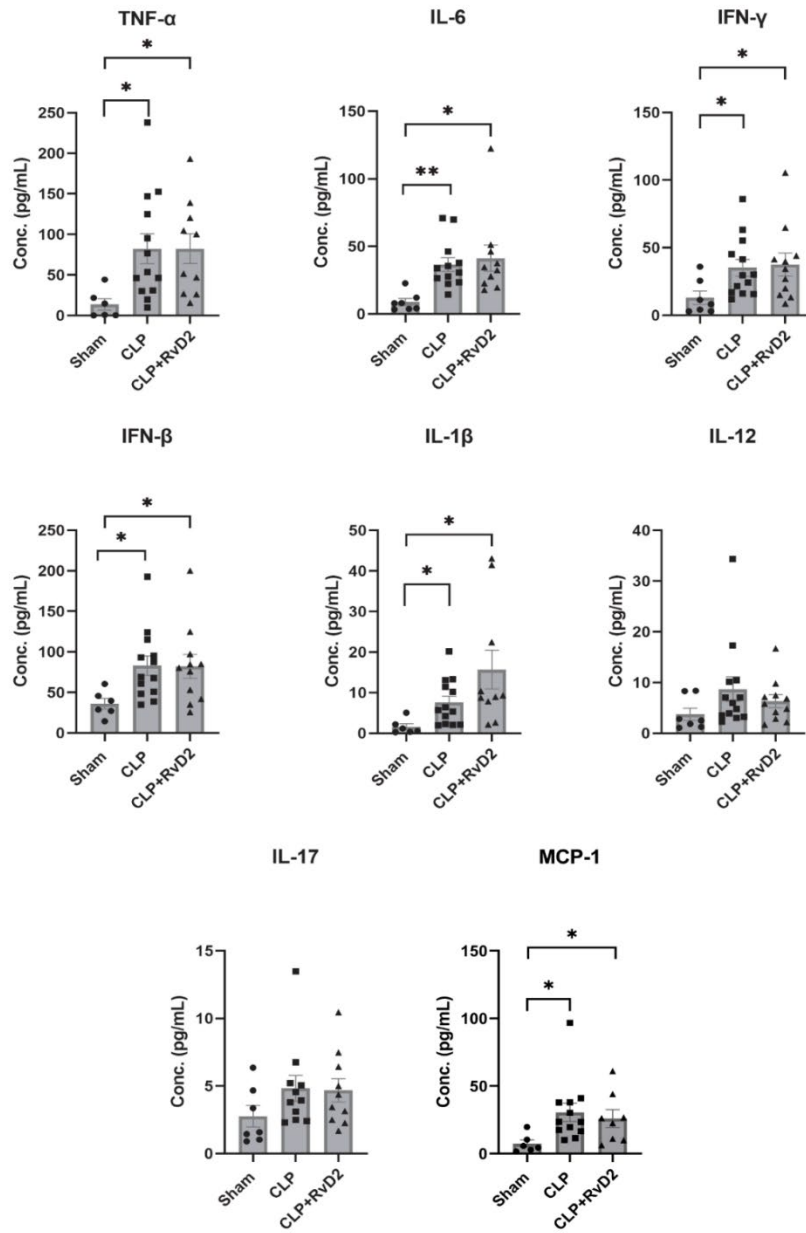 TNF-α IL-6 IFN-γ
* * *
* ** *
Conc. (pg/mL) Conc. (pg/mL) Conc. (pg/mL)
250 150 150
200
150 100 100
100
50 50 50
0 0 0
Sham CLP CLP+RvD2 Sham CLP CLP+RvD2 Sham CLP CLP+RvD2
IFN-β IL-1β IL-12
* *
* *
Conc. (pg/mL) Conc. (pg/mL) Conc. (pg/mL)
250 50 40
200 40 30
150 30
100 20 20
50 10 10
0 0 0
Sham CLP CLP+RvD2 Sham CLP CLP+RvD2 Sham CLP CLP+RvD2
IL-17 MCP-1
*
*
Conc. (pg/mL) Conc. (pg/mL)
15 150
10 100
5 50
0 0
Sham CLP CLP+RvD2 Sham CLP CLP+RvD2